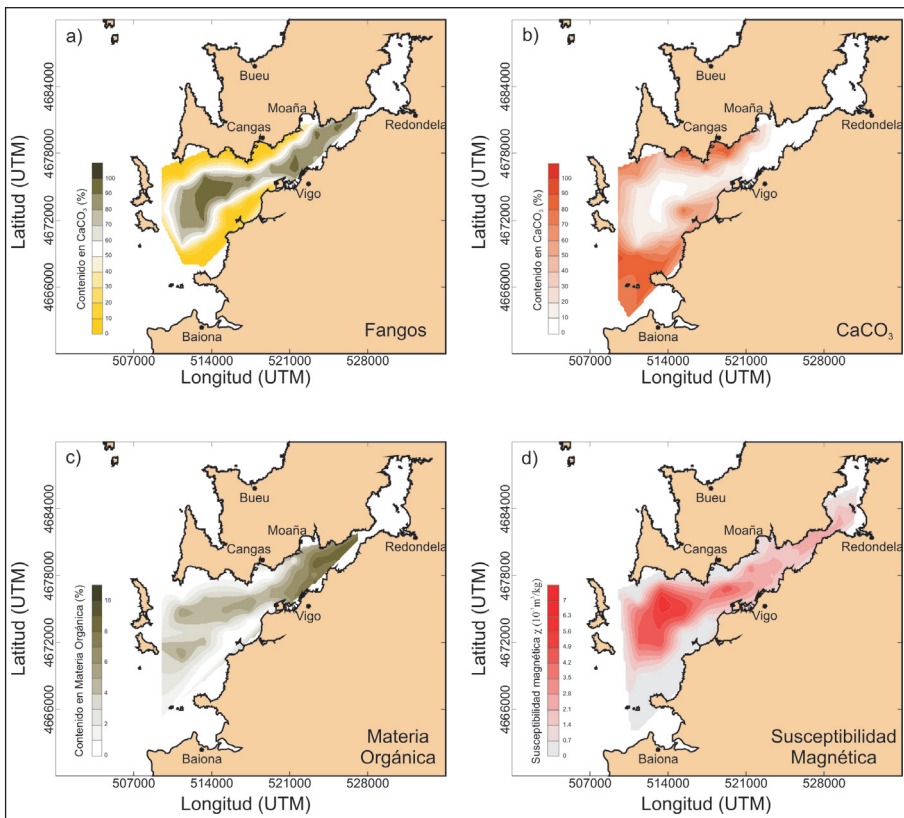 a)
Bueu
Moaña
Cangas
Redondela
Vigo
Baiona
Latitud (UTM)
4684000
4678000
4672000
4666000
Contenido en CaCO₃ (%)
100
90
80
70
60
50
40
30
20
10
0
Fangos
507000 514000 521000 528000
Longitud (UTM)
b)
Bueu
Moaña
Cangas
Redondela
Vigo
Baiona
Latitud (UTM)
4684000
4678000
4672000
4666000
Contenido en CaCO₃ (%)
100
90
80
70
60
50
40
30
20
10
0
CaCO₃
507000 514000 521000 528000
Longitud (UTM)
c)
Bueu
Moaña
Cangas
Redondela
Vigo
Baiona
Latitud (UTM)
4684000
4678000
4672000
4666000
Contenido en Materia Orgánica (%)
10
8
6
4
2
0
Materia
Orgánica
507000 514000 521000 528000
Longitud (UTM)
d)
Bueu
Moaña
Cangas
Redondela
Vigo
Baiona
Latitud (UTM)
4684000
4678000
4672000
4666000
Susceptibilidad magnética χ
m³/kg)
7
6.3
5.6
4.9
4.2
3.5
2.8
2.1
1.4
0.7
0
Susceptibilidad
Magnética
507000 514000 521000 528000
Longitud (UTM)